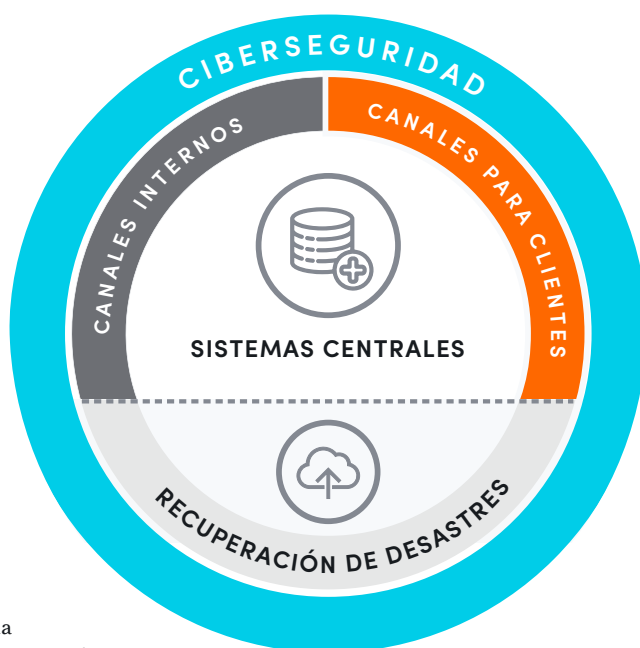 CIBERSEGURIDAD
CANALES INTERNOS
CANALES PARA CLIENTES
SISTEMAS CENTRALES
RECUPERACIÓN DE DESASTRES